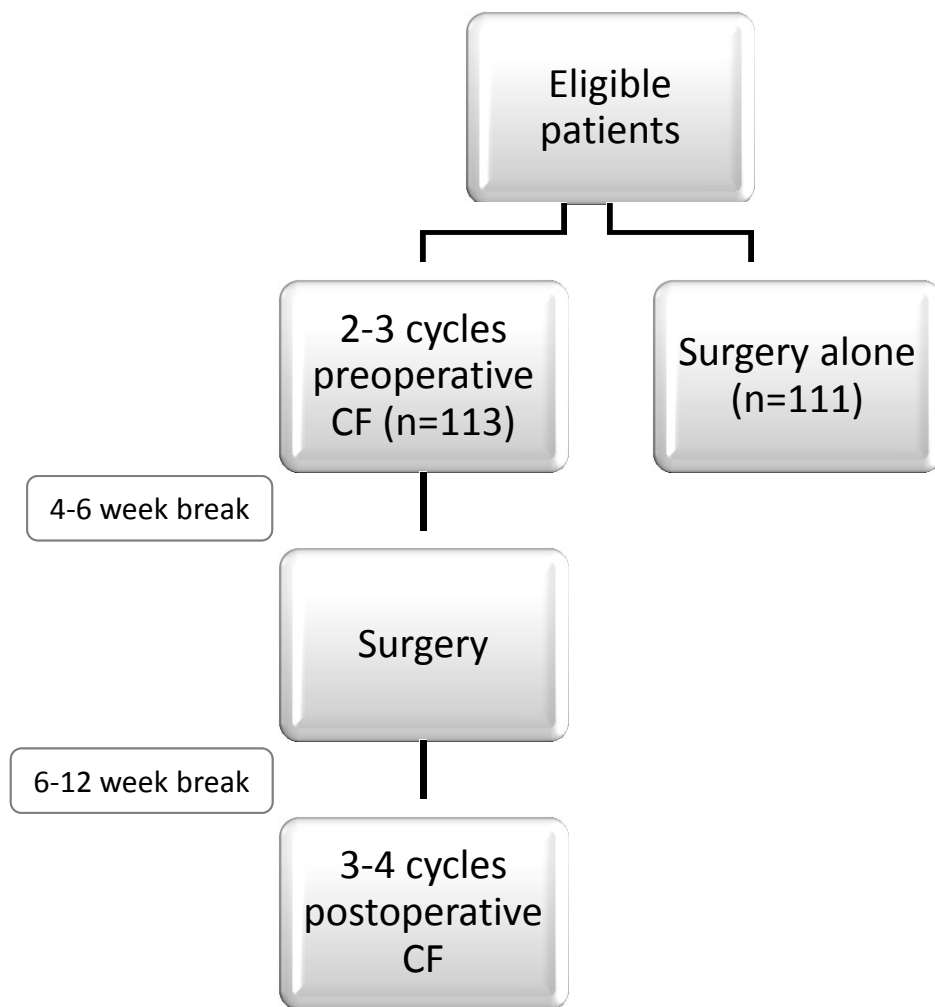 Eligible
patients
2-3 cycles
preoperative
CF (n=113)
Surgery alone
(n=111)
4-6 week break
Surgery
6-12 week break
3-4 cycles
postoperative
CF